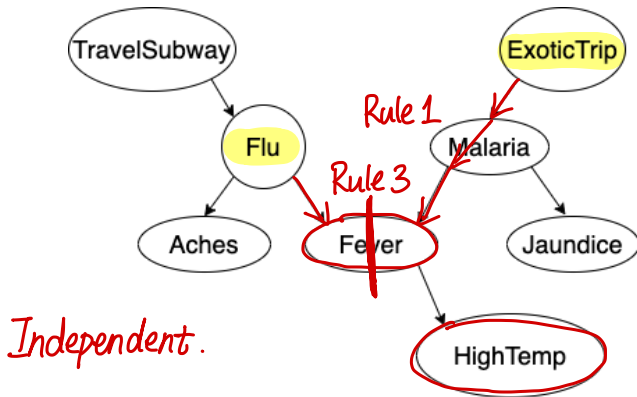 TravelSubway
ExoticTrip
Rule 1
Flu
Malaria
Rule 3
Aches
Fever
Jaundice
Independent.
HighTemp